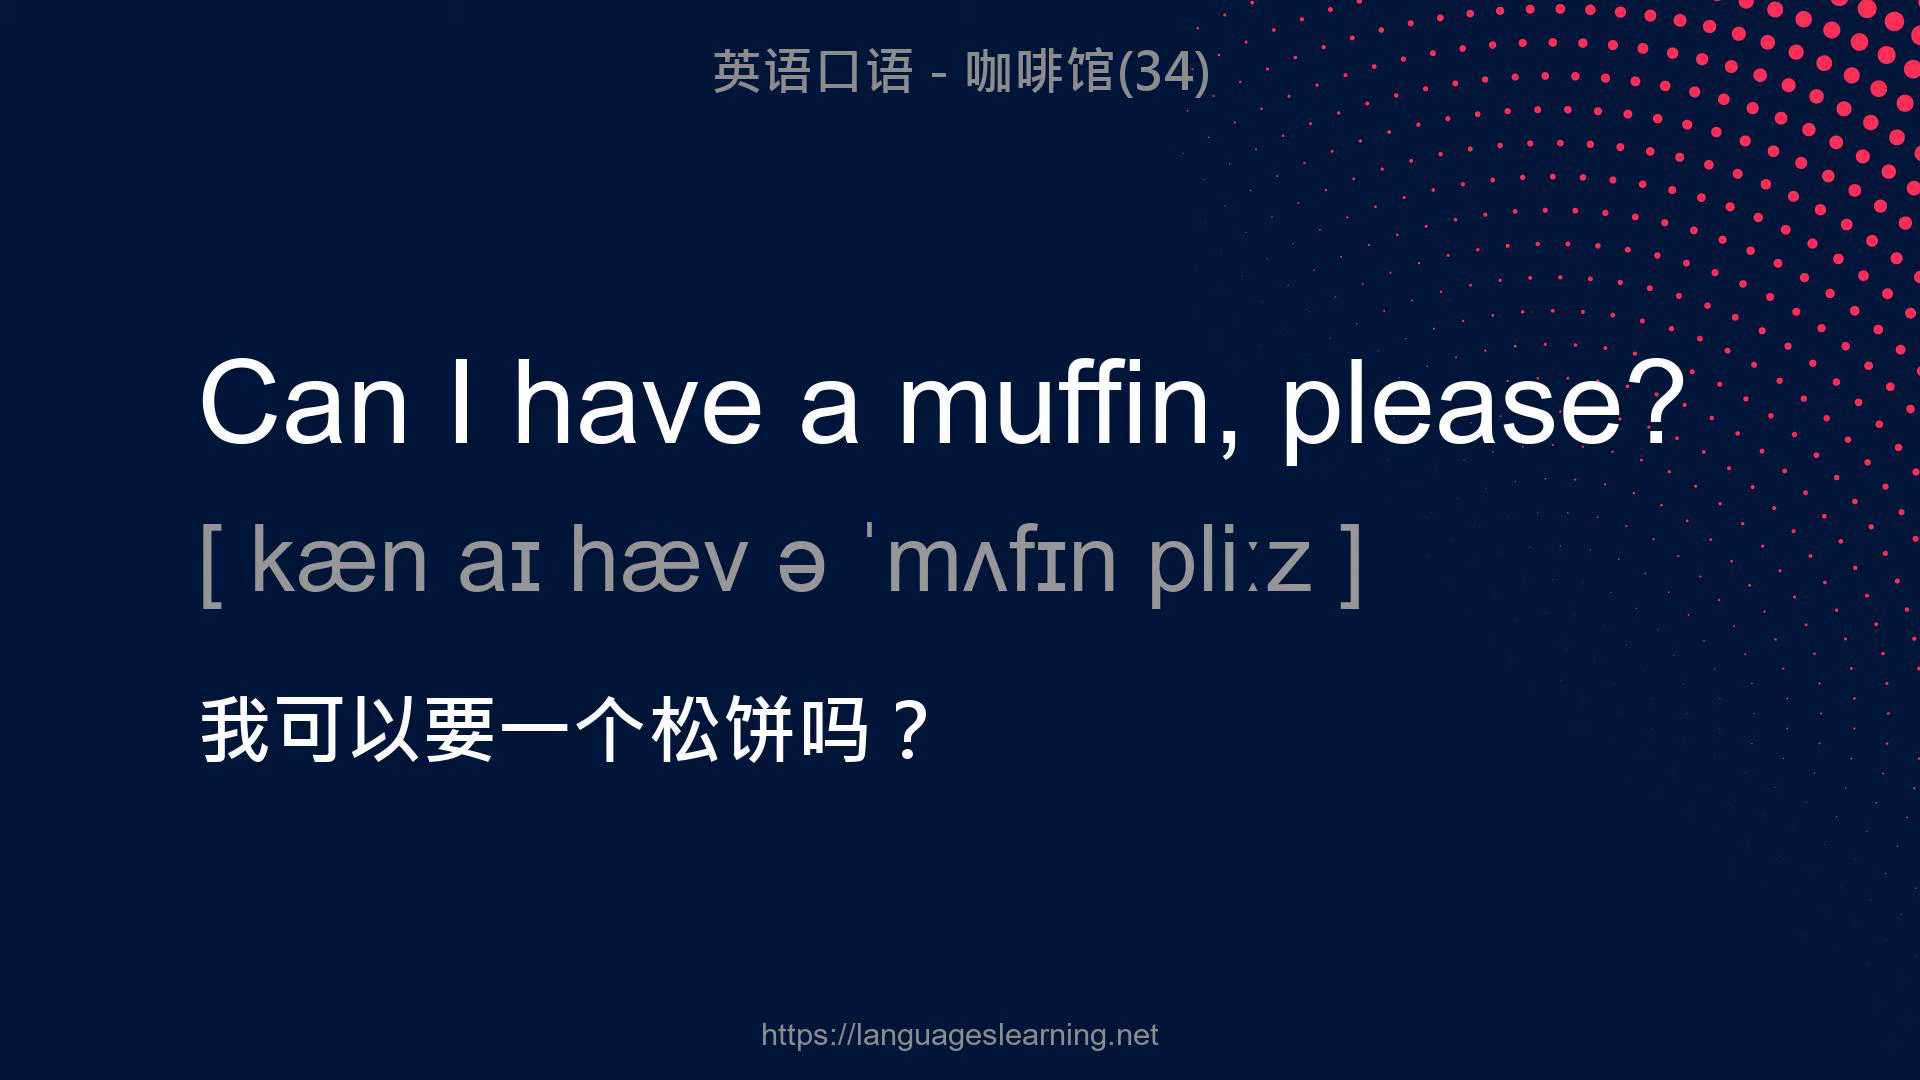 英语口语 - 咖啡馆(34)
Can I have a muffin, please?
[ kæn aɪ hæv ə ˈmʌfɪn pliːz ]
我可以要一个松饼吗？
https://languageslearning.net